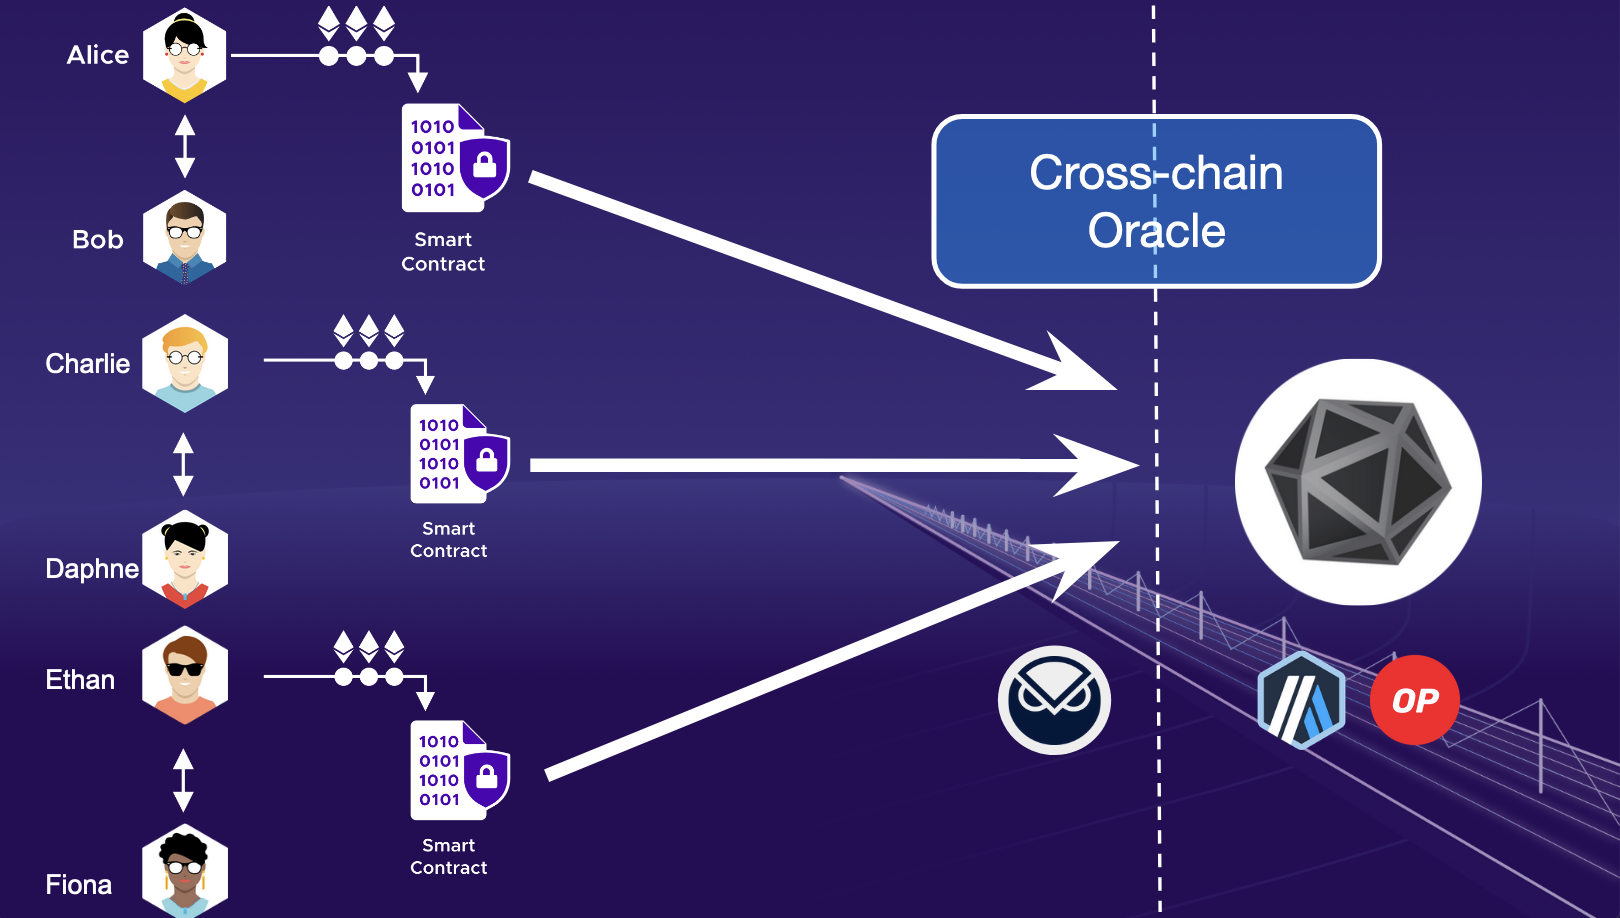 Alice
1010
0101
1010
0101
Smart
Contract
Bob
Cross-chain
Oracle
Charlie
1010
0101
1010
0101
Smart
Contract
Daphne
Ethan
OP
1010
0101
1010
0101
Smart
Contract
Fiona